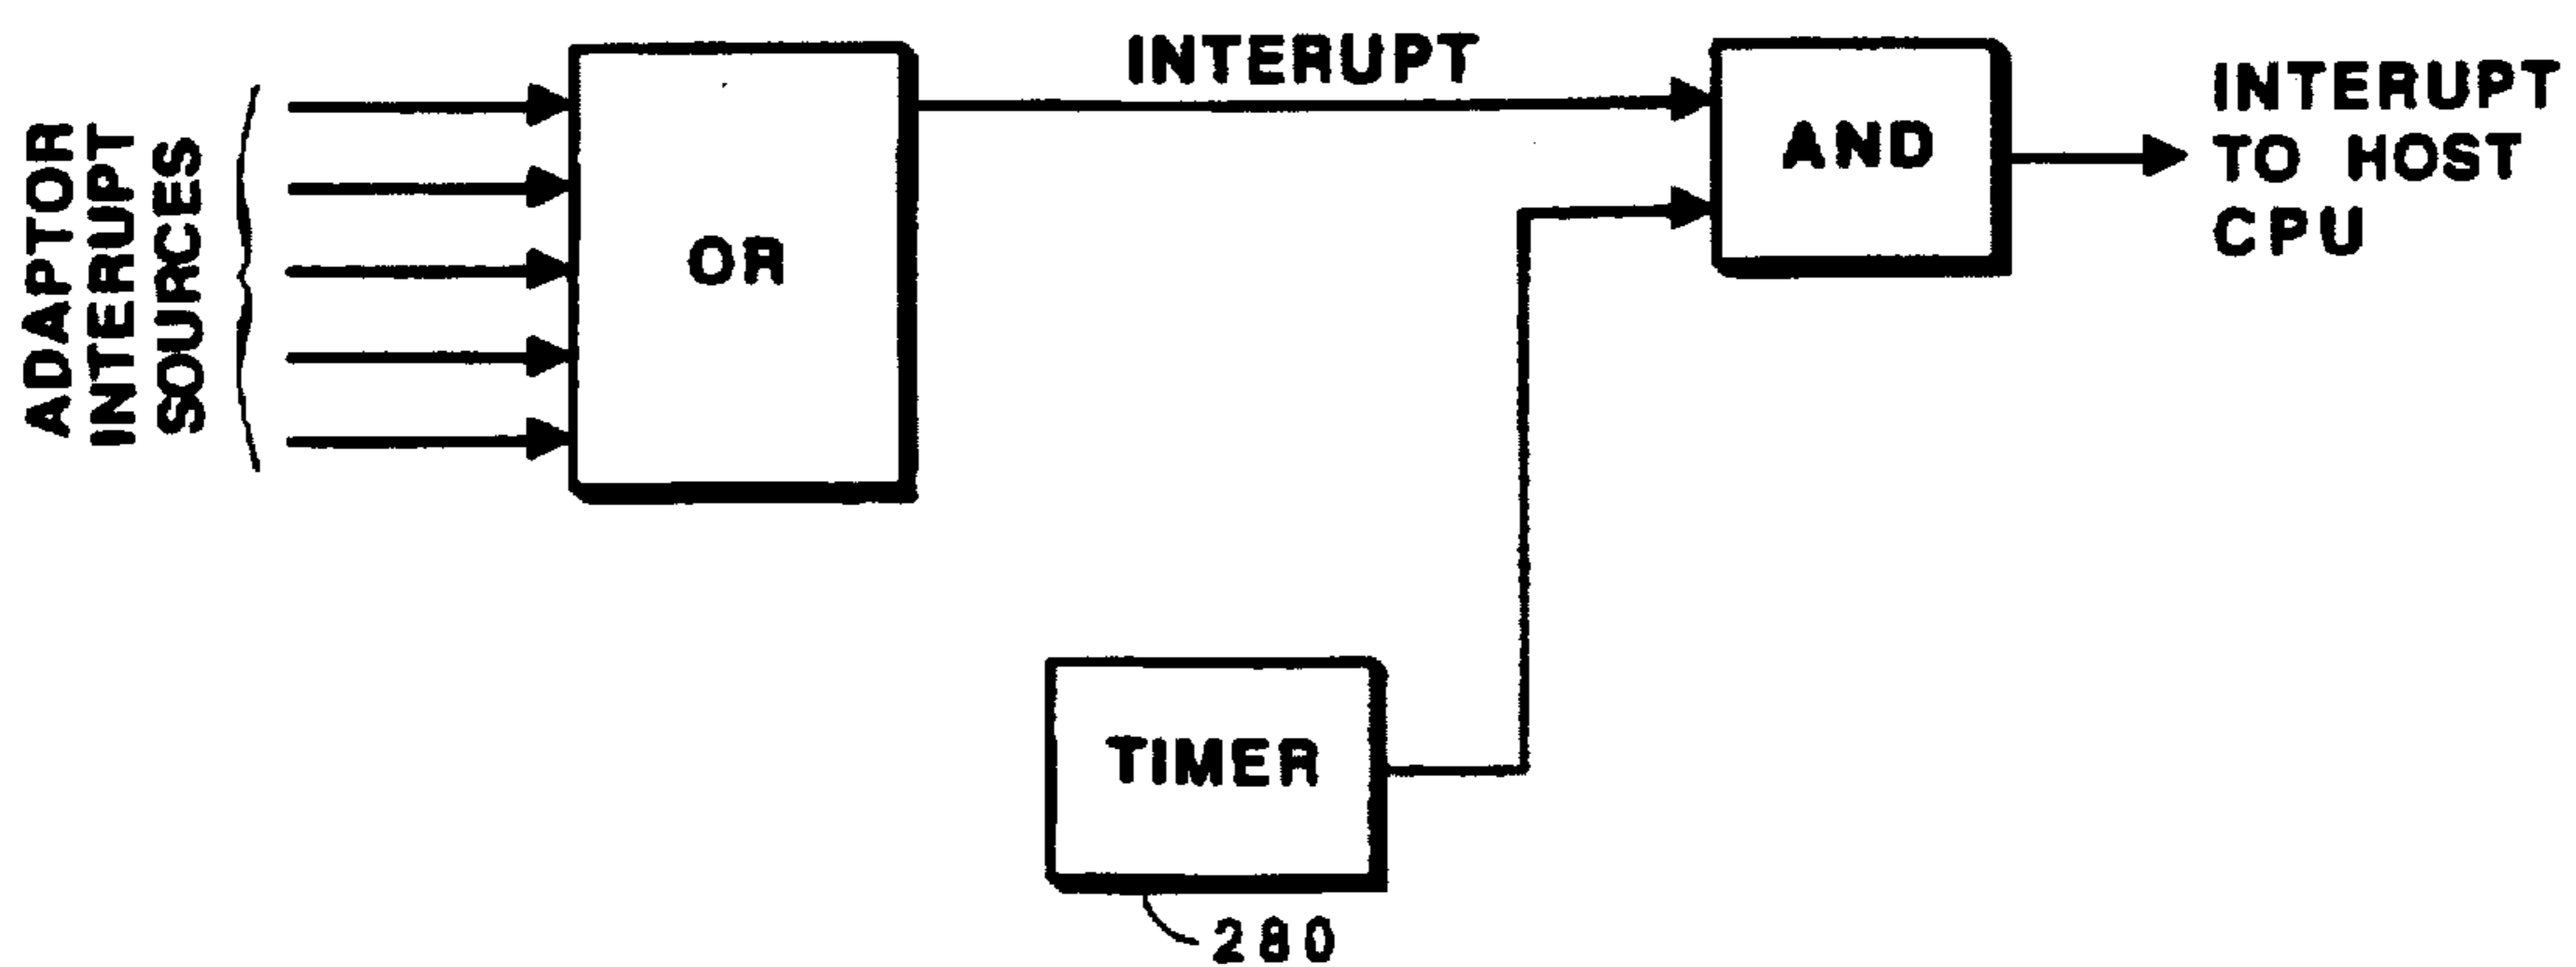 ADAPTOR
INTERUPT
SOURCES
OR
INTERUPT
AND
INTERUPT
TO HOST
CPU
TIMER
280